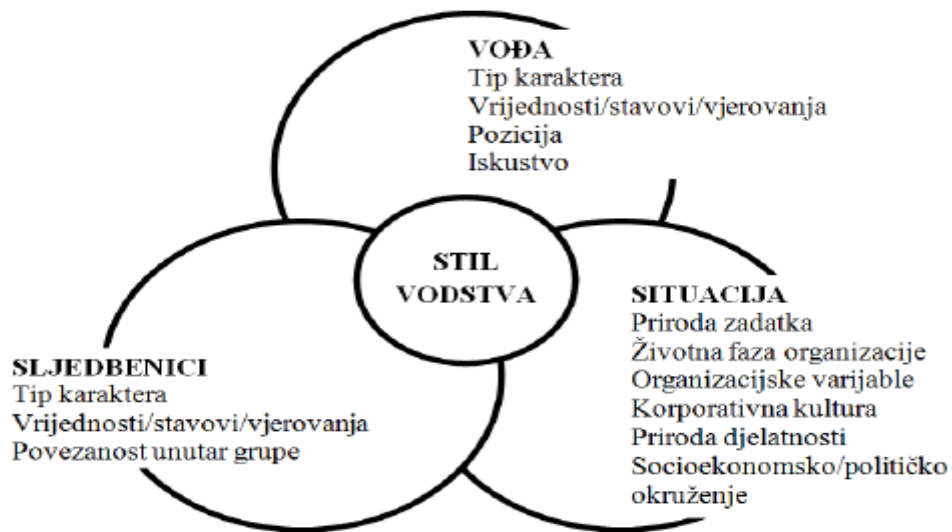 VOĐA
Tip karaktera
Vrijednosti/stavovi/vjerovanja
Pozicija
Iskustvo
STIL
VODSTVA
SLJEDBENICI
Tip karaktera
Vrijednosti/stavovi/vjerovanja
Povezanost unutar grupe
SITUACIJA
Priroda zadatka
Životna faza organizacije
Organizacijske varijable
Korporativna kultura
Priroda djelatnosti
Socioekonomsko/političko
okruženje